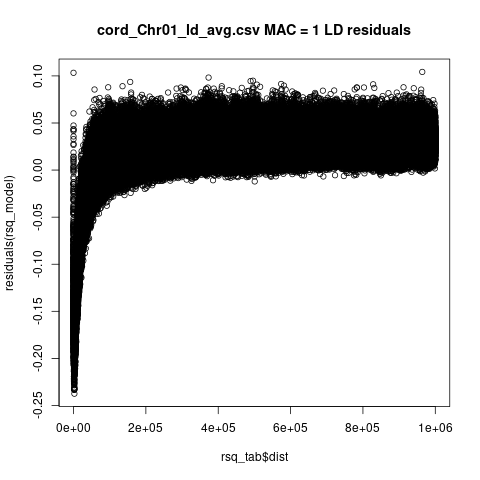 cord_Chr01_ld_avg.csv MAC = 1 LD residuals
residuals(rsq_model)
0.10
0.05
0.00
-0.05
-0.10
-0.15
-0.20
-0.25
0e+00 2e+05 4e+05 6e+05 8e+05 1e+06
rsq_tab$dist